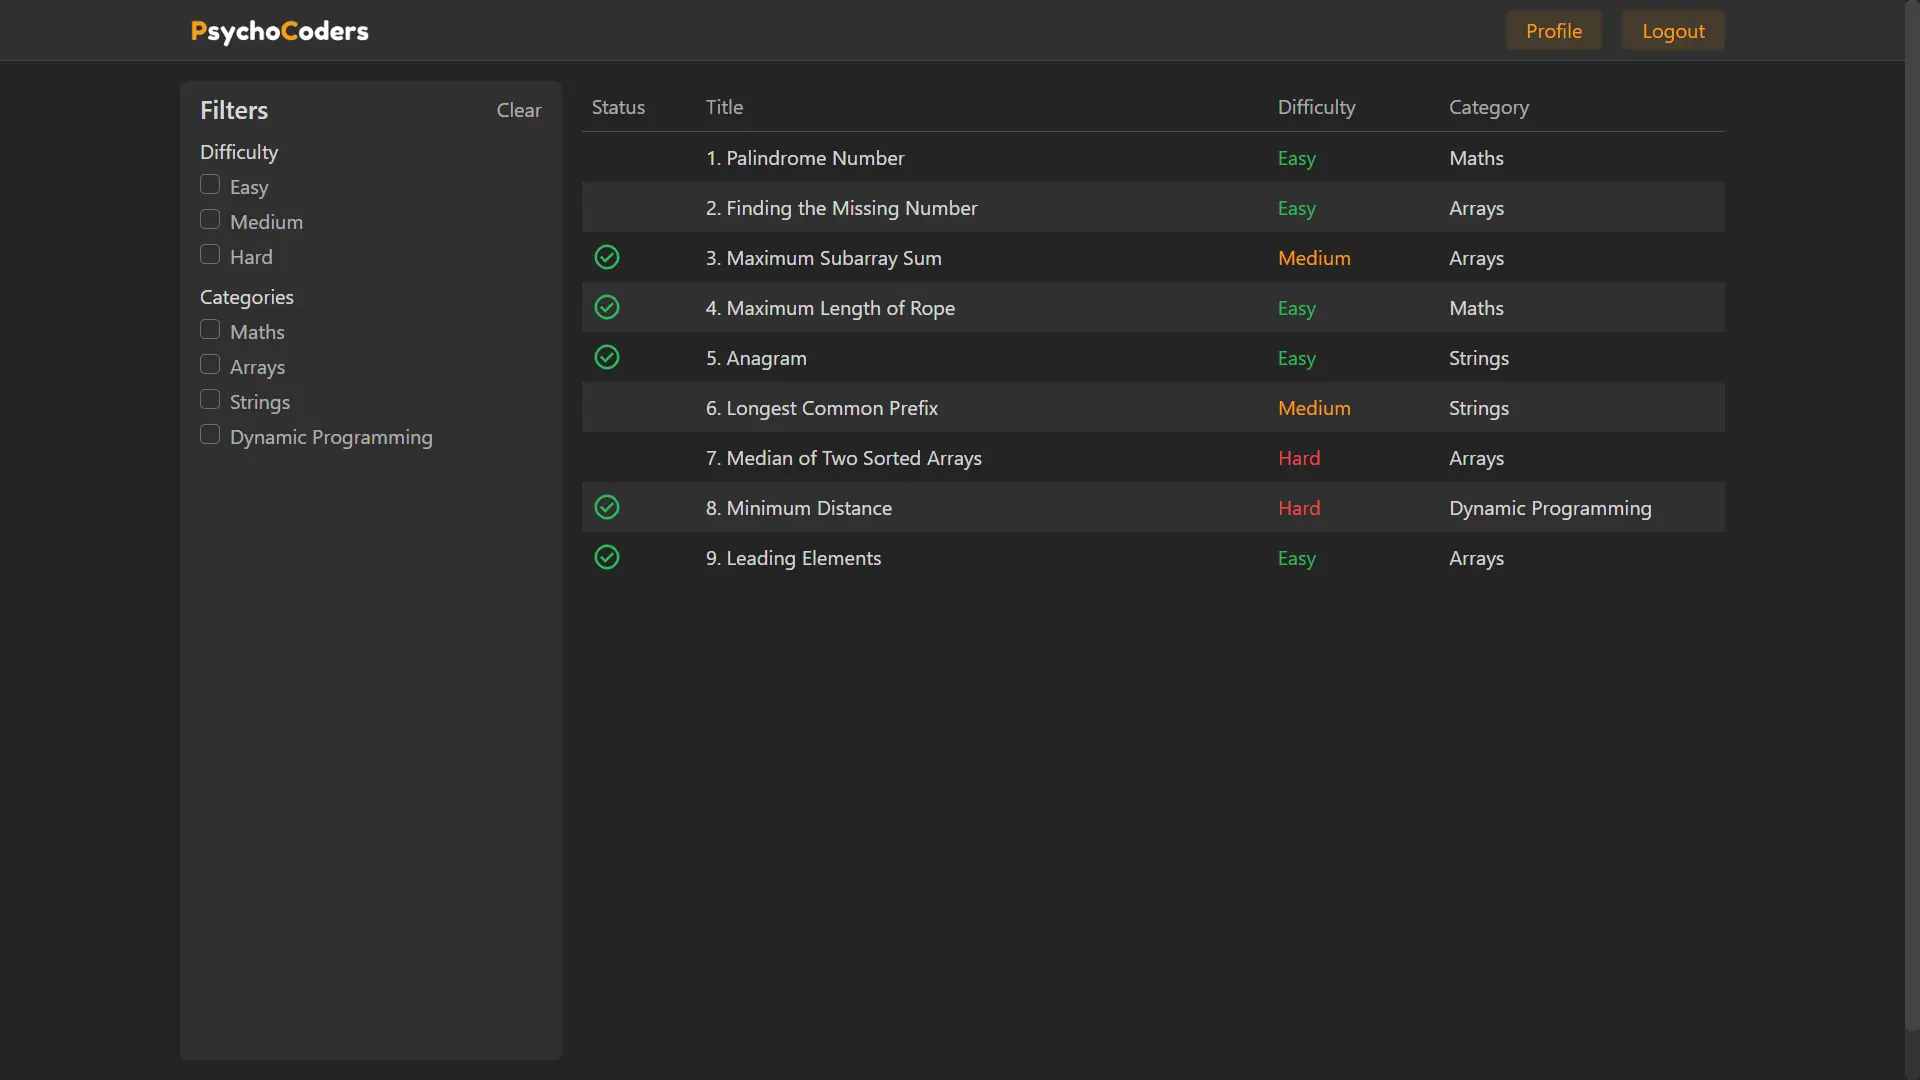 PsychoCoders
Profile
Logout
Filters
Clear
Difficulty
Easy
Medium
Hard
Categories
Maths
Arrays
Strings
Dynamic Programming
Status Title Difficulty Category
1. Palindrome Number Easy Maths
2. Finding the Missing Number Easy Arrays
3. Maximum Subarray Sum Medium Arrays
4. Maximum Length of Rope Easy Maths
5. Anagram Easy Strings
6. Longest Common Prefix Medium Strings
7. Median of Two Sorted Arrays Hard Arrays
8. Minimum Distance Hard Dynamic Programming
9. Leading Elements Easy Arrays